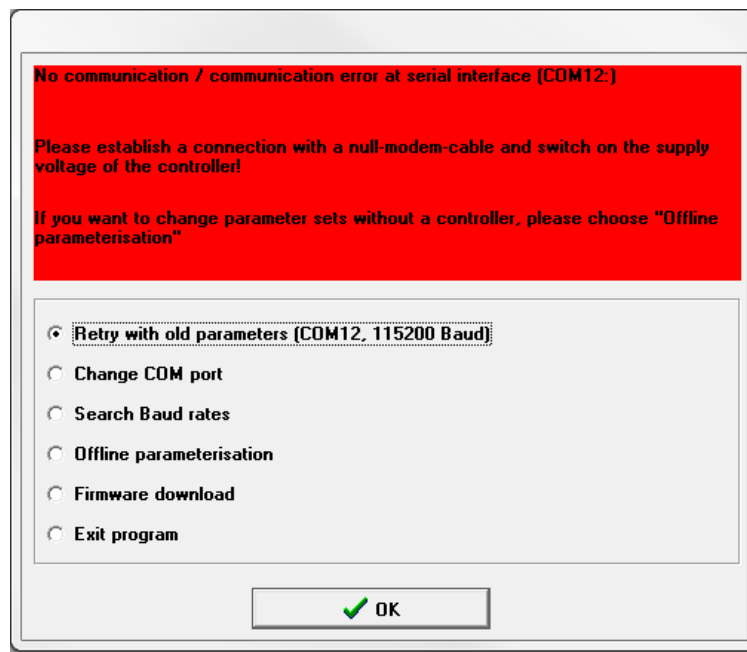 No communication / communication error at serial interface (COM12:)
Please establish a connection with a null-modem-cable and switch on the supply
voltage of the controller!
If you want to change parameter sets without a controller, please choose "Offline
parameterisation"
Retry with old parameters (COM12, 115200 Baud)
Change COM port
Search Baud rates
Offline parameterisation
Firmware download
Exit program
OK